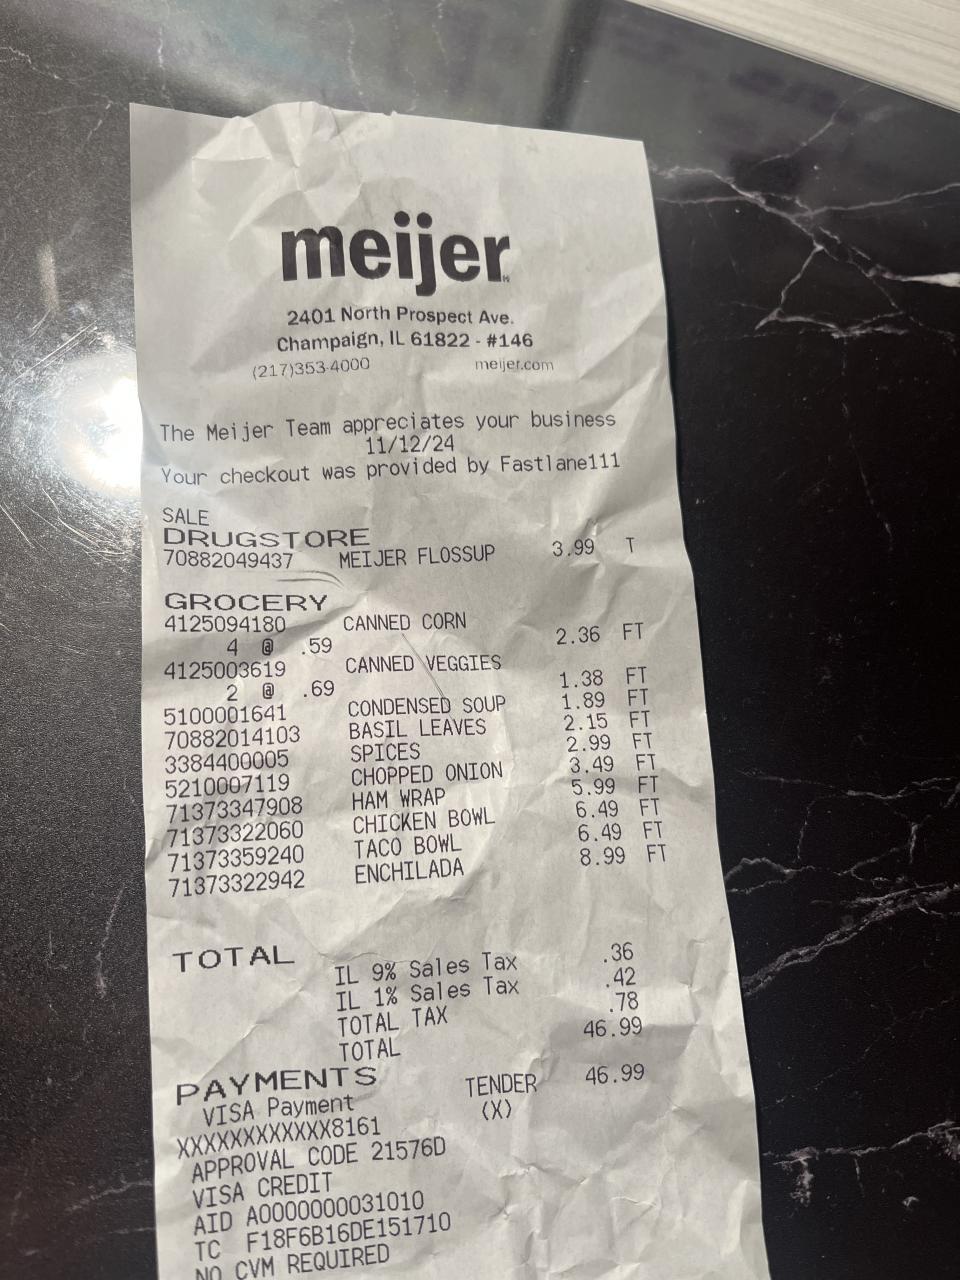 meijer
2401 North Prospect Ave.
Champaign, IL 61822 - #146
(217)353-4000 meijer.com
The Meijer Team appreciates your business
11/12/24
Your checkout was provided by Fastlane111
SALE
DRUGSTORE
70882049437 MEIJER FLOSSUP 3.99 T
GROCERY
4125094180 CANNED CORN
4 @ .59 2.36 FT
4125003619 CANNED VEGGIES
2 @ .69 1.38 FT
5100001641 CONDENSED SOUP 1.89 FT
70882014103 BASIL LEAVES 2.15 FT
3384400005 SPICES 2.99 FT
5210007119 CHOPPED ONION 3.49 FT
71373347908 HAM WRAP 5.99 FT
71373322060 CHICKEN BOWL 6.49 FT
71373359240 TACO BOWL 6.49 FT
71373322942 ENCHILADA 8.99 FT
TOTAL
IL 9% Sales Tax .36
IL 1% Sales Tax .42
TOTAL TAX .78
TOTAL 46.99
PAYMENTS
VISA Payment TENDER 46.99
XXXXXXXXXXXX8161 (X)
APPROVAL CODE 21576D
VISA CREDIT
AID A0000000031010
TC F18F6B16DE151710
NO CVM REQUIRED